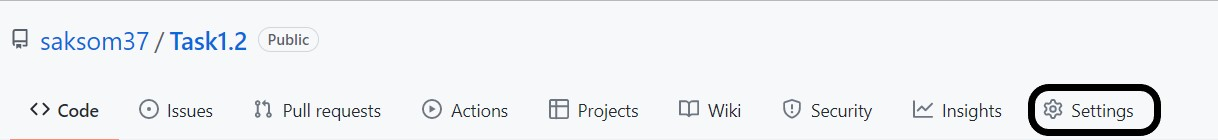 saksom37 / Task1.2 Public
<> Code Issues Pull requests Actions Projects Wiki Security Insights Settings